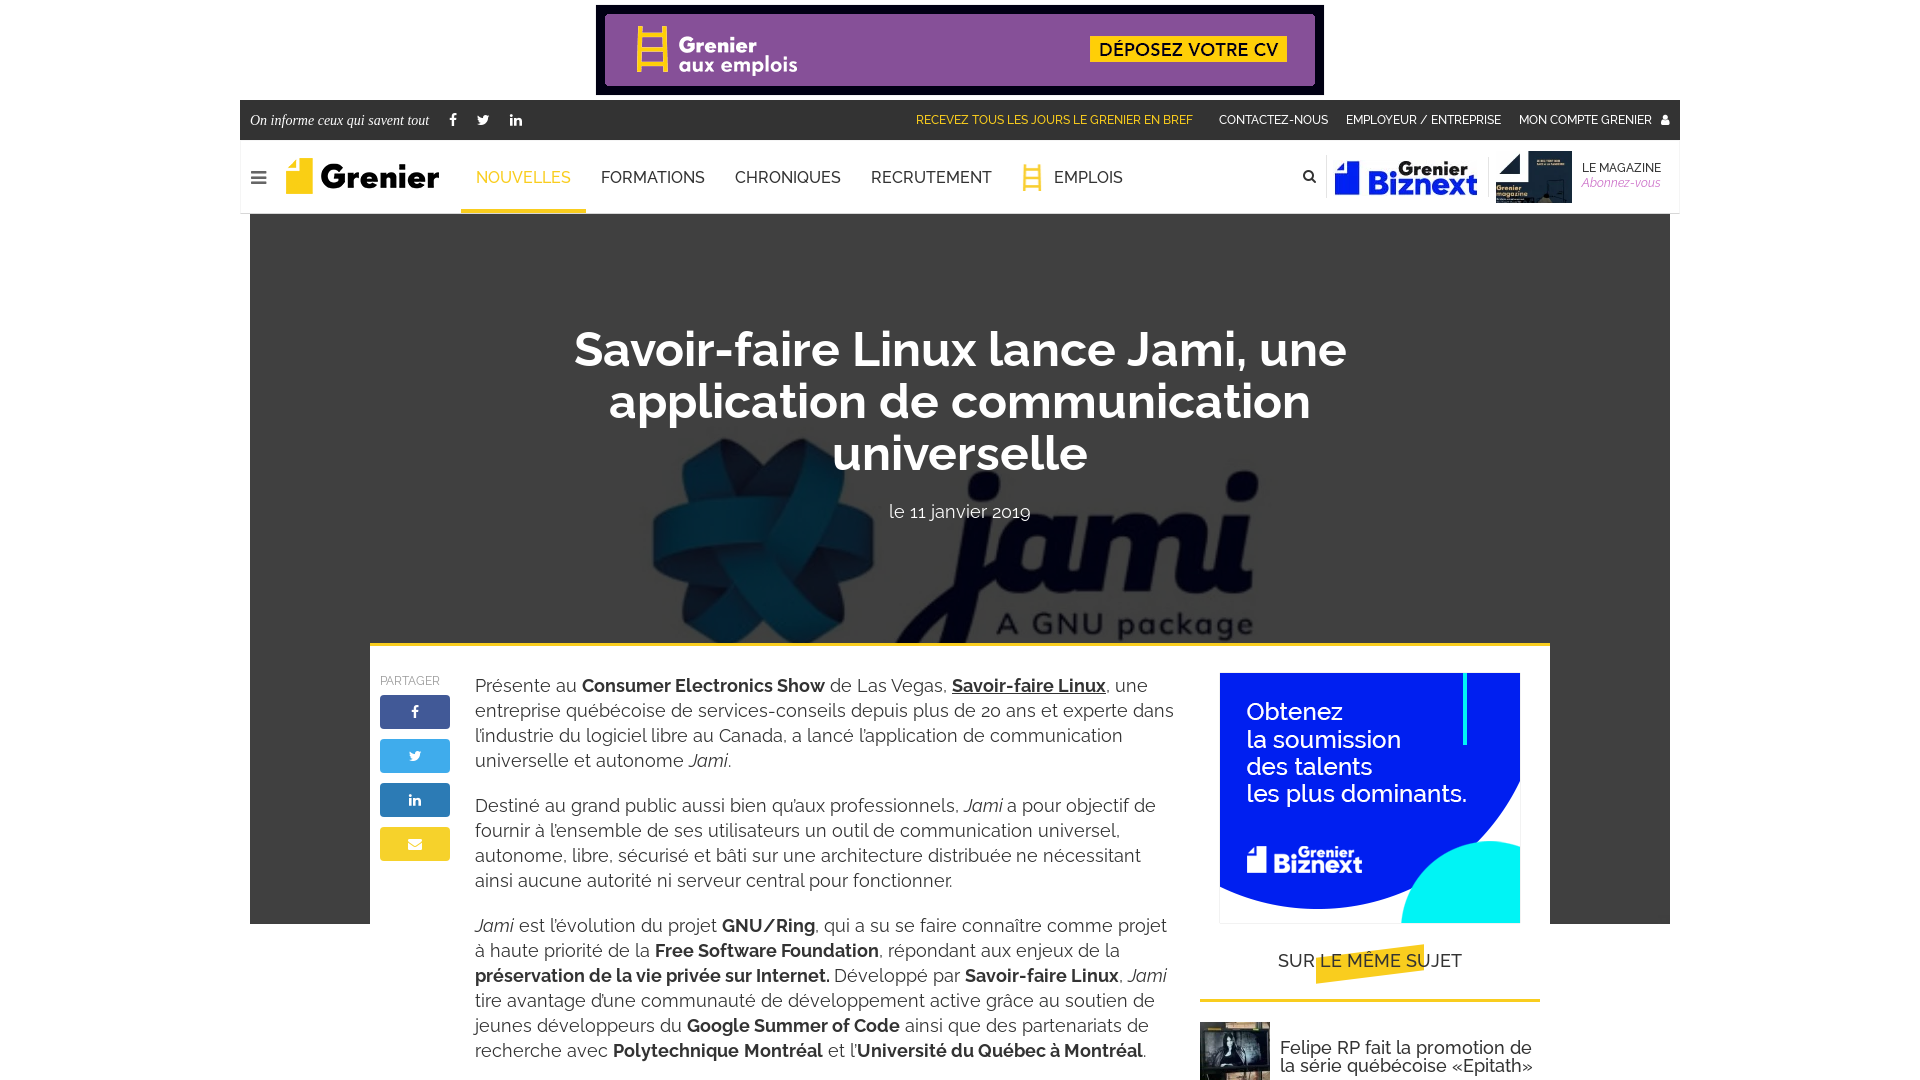 Grenier
aux emplois
DÉPOSEZ VOTRE CV
On informe ceux qui savent tout
RECEVEZ TOUS LES JOURS LE GRENIER EN BREF
CONTACTEZ-NOUS
EMPLOYEUR / ENTREPRISE
MON COMPTE GRENIER
Grenier
NOUVELLES
FORMATIONS
CHRONIQUES
RECRUTEMENT
EMPLOIS
Grenier
Biznext
Grenier
magazine
LE MAGAZINE
Abonnez-vous
Savoir-faire Linux lance Jami, une
application de communication
universelle
le 11 janvier 2019
jami
A GNU package
PARTAGER
Présente au Consumer Electronics Show de Las Vegas, Savoir-faire Linux, une
entreprise québécoise de services-conseils depuis plus de 20 ans et experte dans
l’industrie du logiciel libre au Canada, a lancé l’application de communication
universelle et autonome Jami.
Destiné au grand public aussi bien qu’aux professionnels, Jami a pour objectif de
fournir à l’ensemble de ses utilisateurs un outil de communication universel,
autonome, libre, sécurisé et bâti sur une architecture distribuée ne nécessitant
ainsi aucune autorité ni serveur central pour fonctionner.
Jami est l’évolution du projet GNU/Ring, qui a su se faire connaître comme projet
à haute priorité de la Free Software Foundation, répondant aux enjeux de la
préservation de la vie privée sur Internet. Développé par Savoir-faire Linux, Jami
tire avantage d’une communauté de développement active grâce au soutien de
jeunes développeurs du Google Summer of Code ainsi que des partenariats de
recherche avec Polytechnique Montréal et l’Université du Québec à Montréal.
Obtenez
la soumission
des talents
les plus dominants.
Grenier
Biznext
SUR LE MÊME SUJET
Felipe RP fait la promotion de
la série québécoise «Epitath»